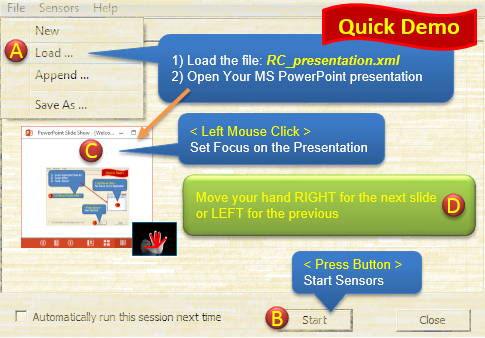 File Sensors Help
Quick Demo
New
A
Load ...
Append ...
Save As ...
1) Load the file: RC_presentation.xml
2) Open Your MS PowerPoint presentation
PowerPoint Slide Show - [Welco...
C
< Left Mouse Click >
Set Focus on the Presentation
Move your hand RIGHT for the next slide
or LEFT for the previous
D
< Press Button >
Start Sensors
Automatically run this session next time
B
Start
Close